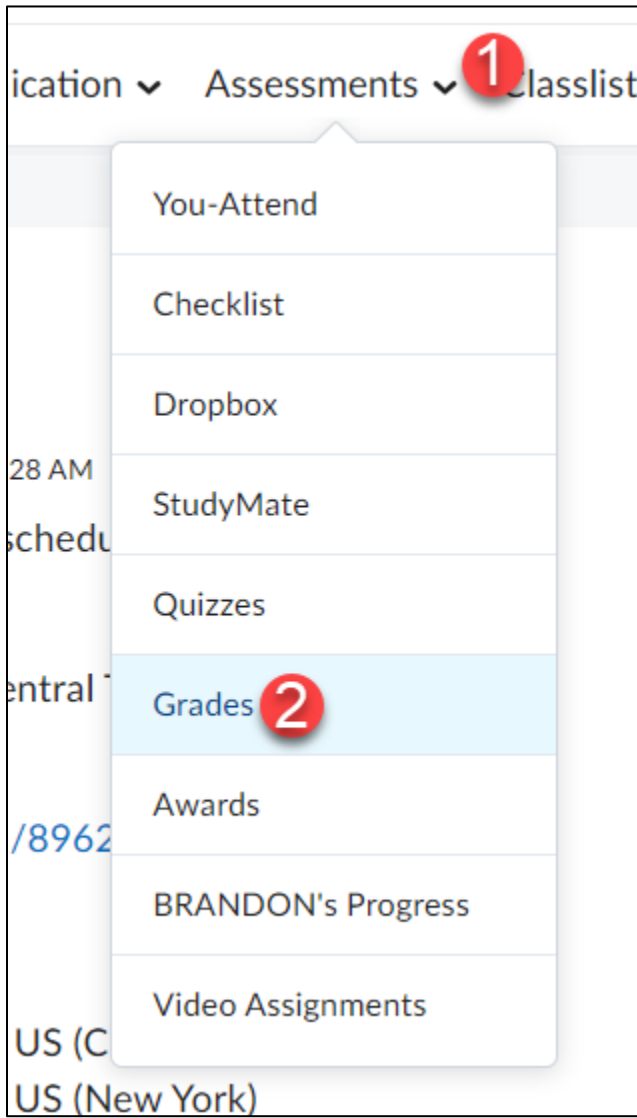 ication Assessments 1 Classlist
You-Attend
Checklist
Dropbox
28 AM
StudyMate
schedu
Quizzes
entral
Grades 2
Awards
/8962
BRANDON's Progress
Video Assignments
US (C
US (New York)